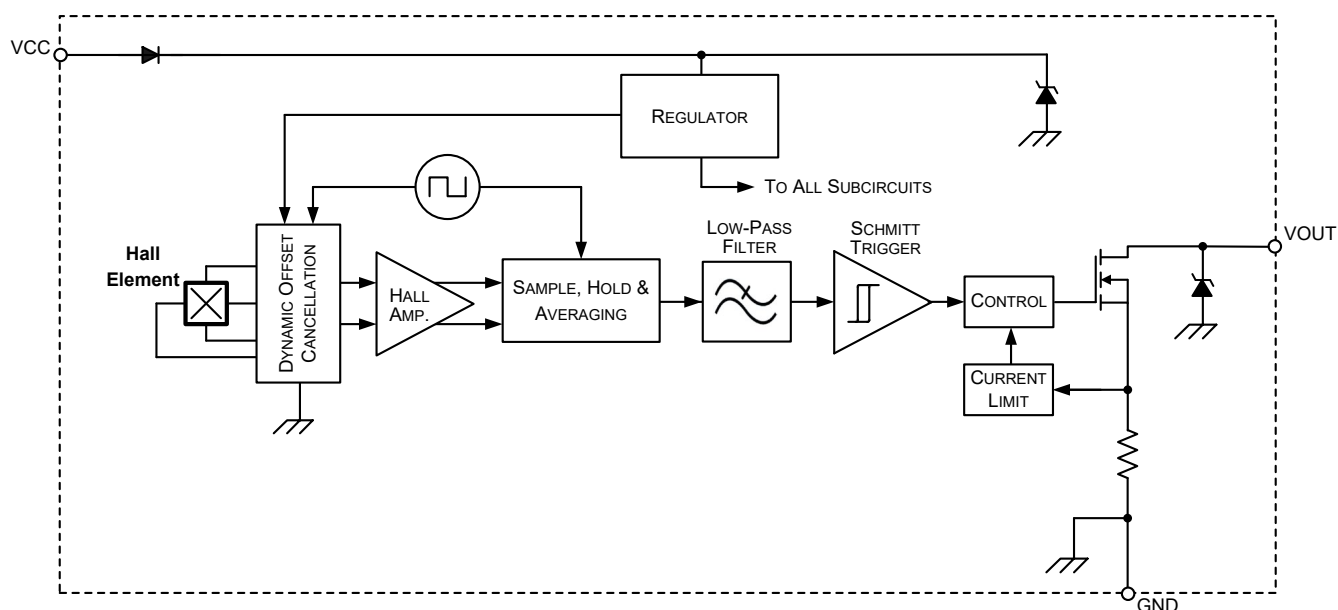 VCC
REGULATOR
TO ALL SUBCIRCUITS
LOW-PASS
FILTER
SCHMITT
TRIGGER
VOUT
Hall
Element
DYNAMIC OFFSET
CANCELLATION
HALL
AMP.
SAMPLE, HOLD &
AVERAGING
CONTROL
CURRENT
LIMIT
GND